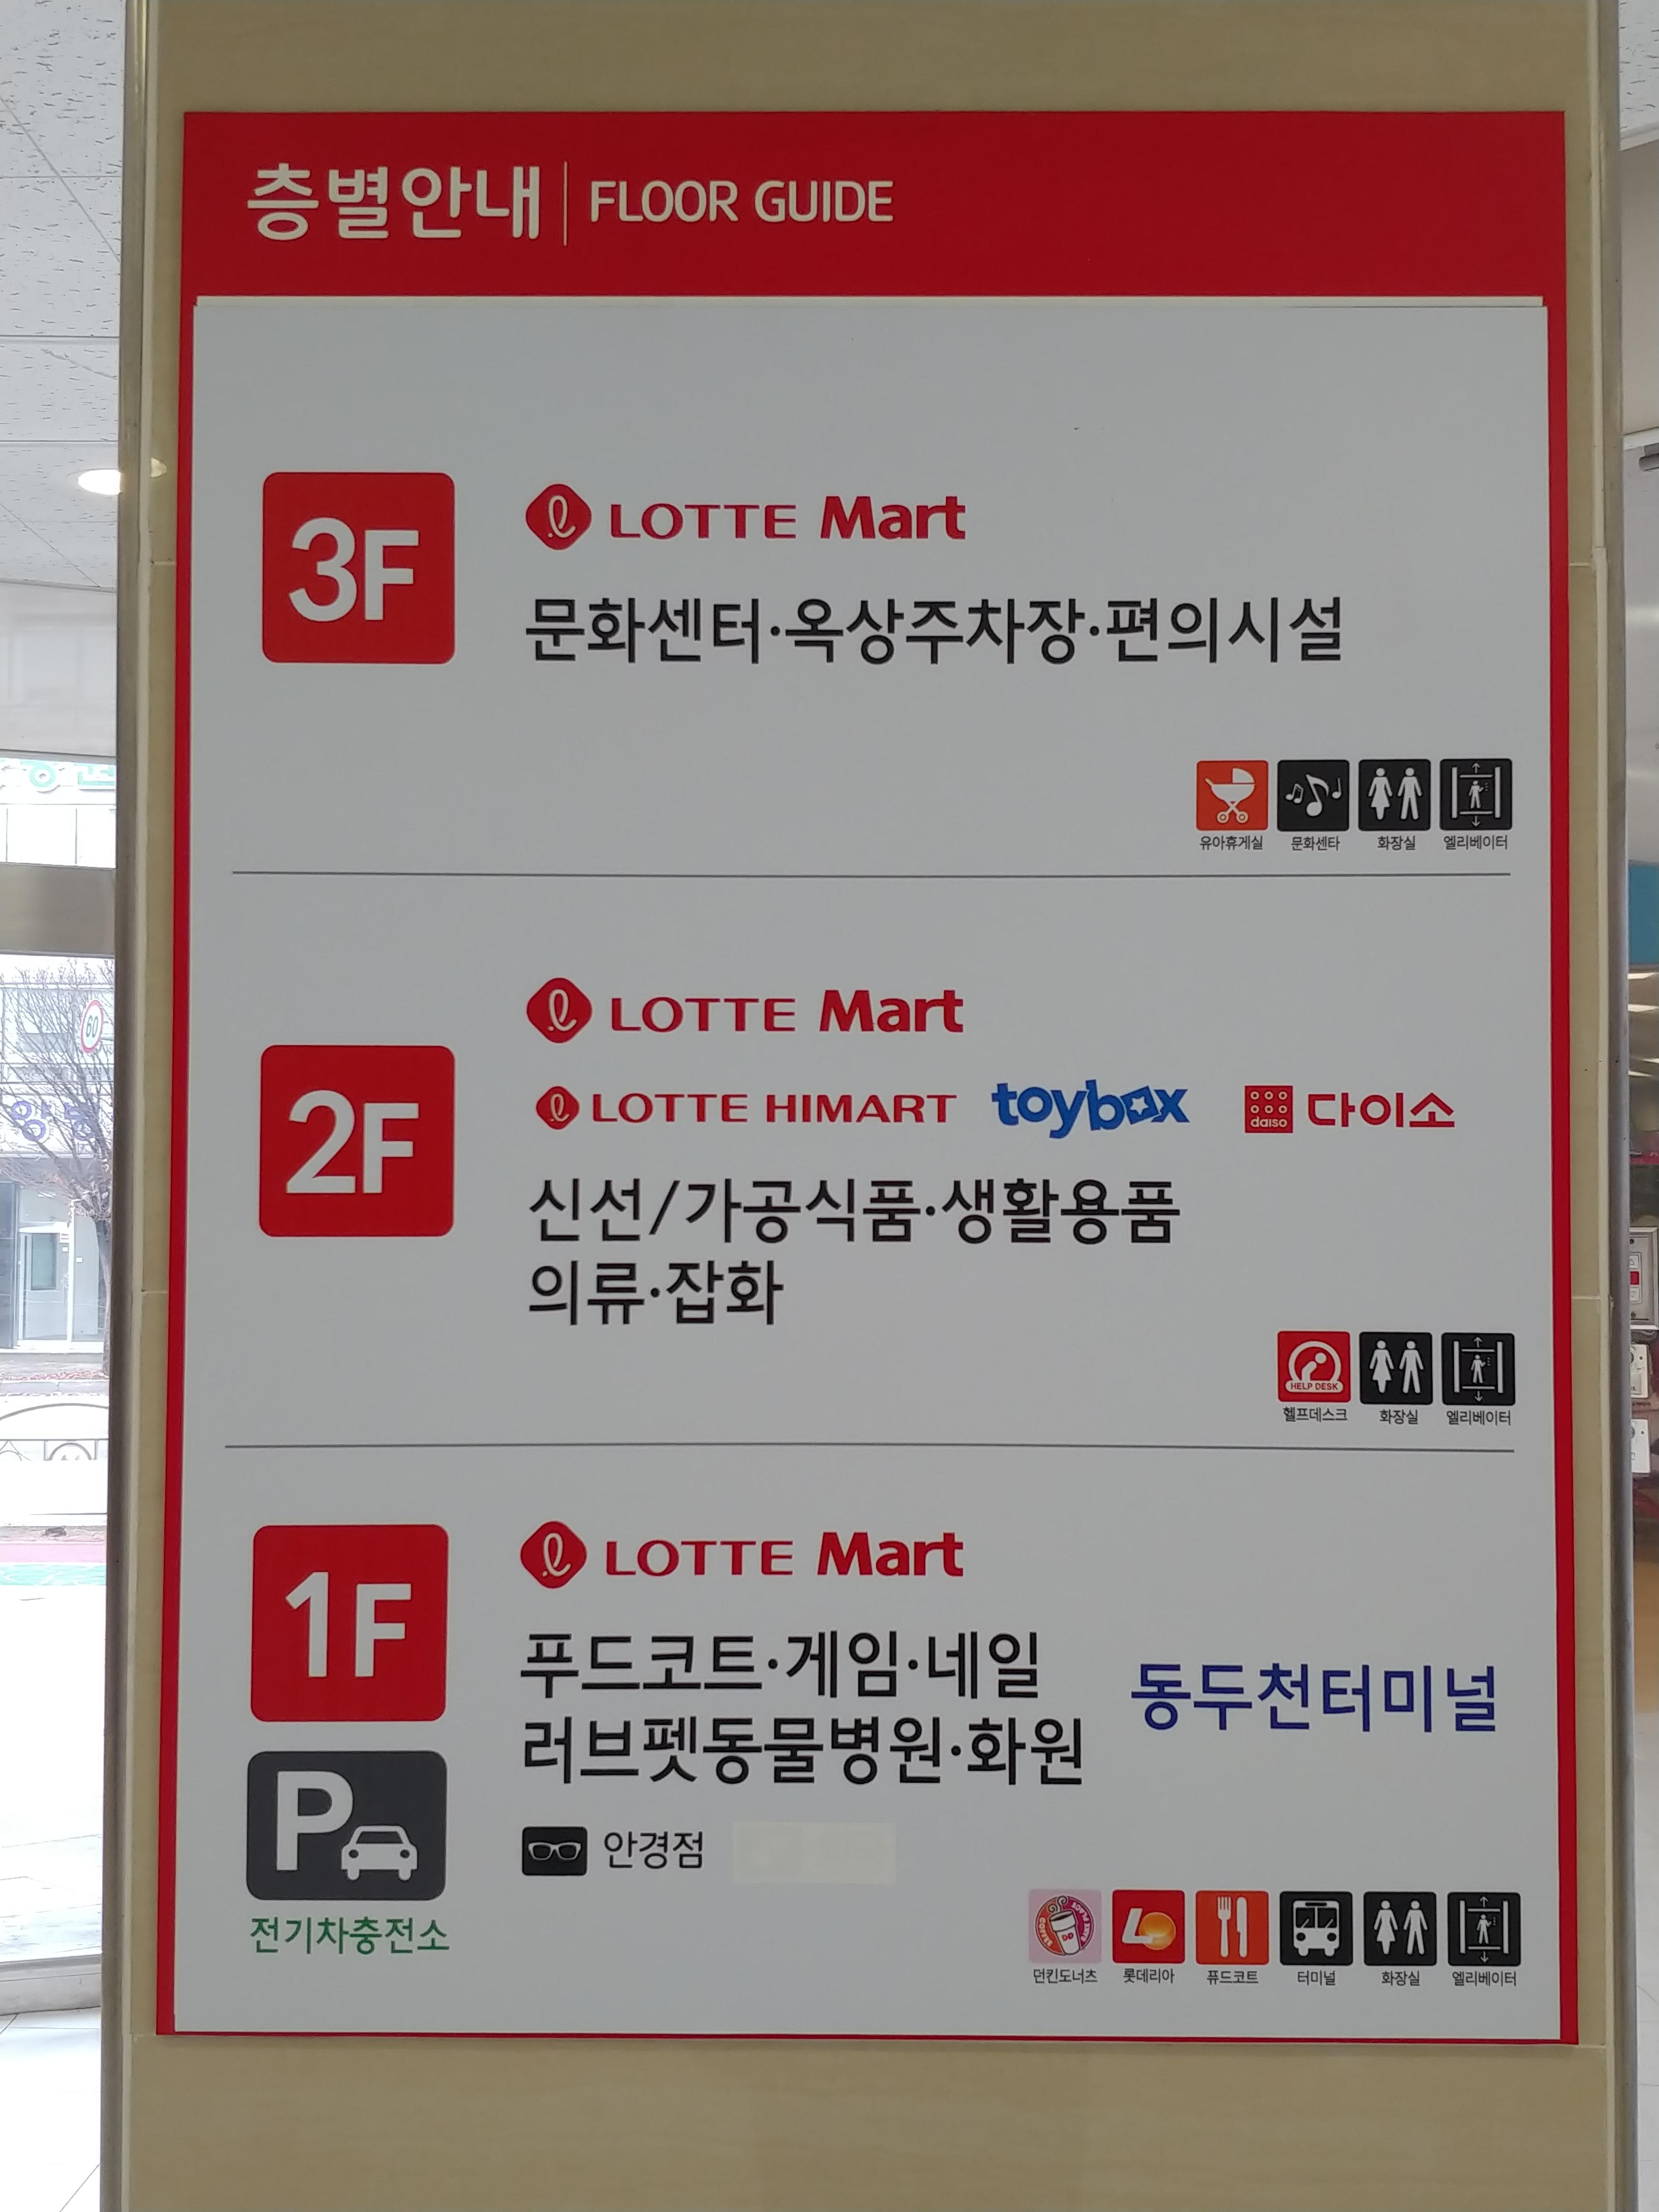 층별안내 FLOOR GUIDE
3F
LOTTE Mart
문화센터·옥상주차장·편의시설
유아휴게실 문화센타 화장실 엘리베이터
2F
LOTTE Mart
LOTTE HIMART toybox daiso 다이소
신선/가공식품·생활용품
의류·잡화
HELP DESK
헬프데스크 화장실 엘리베이터
1F
LOTTE Mart
푸드코트·게임·네일
러브펫동물병원·화원
동두천터미널
P
안경점
전기차충전소
던킨도너츠 롯데리아 퓨드코트 터미널 화장실 엘리베이터
60